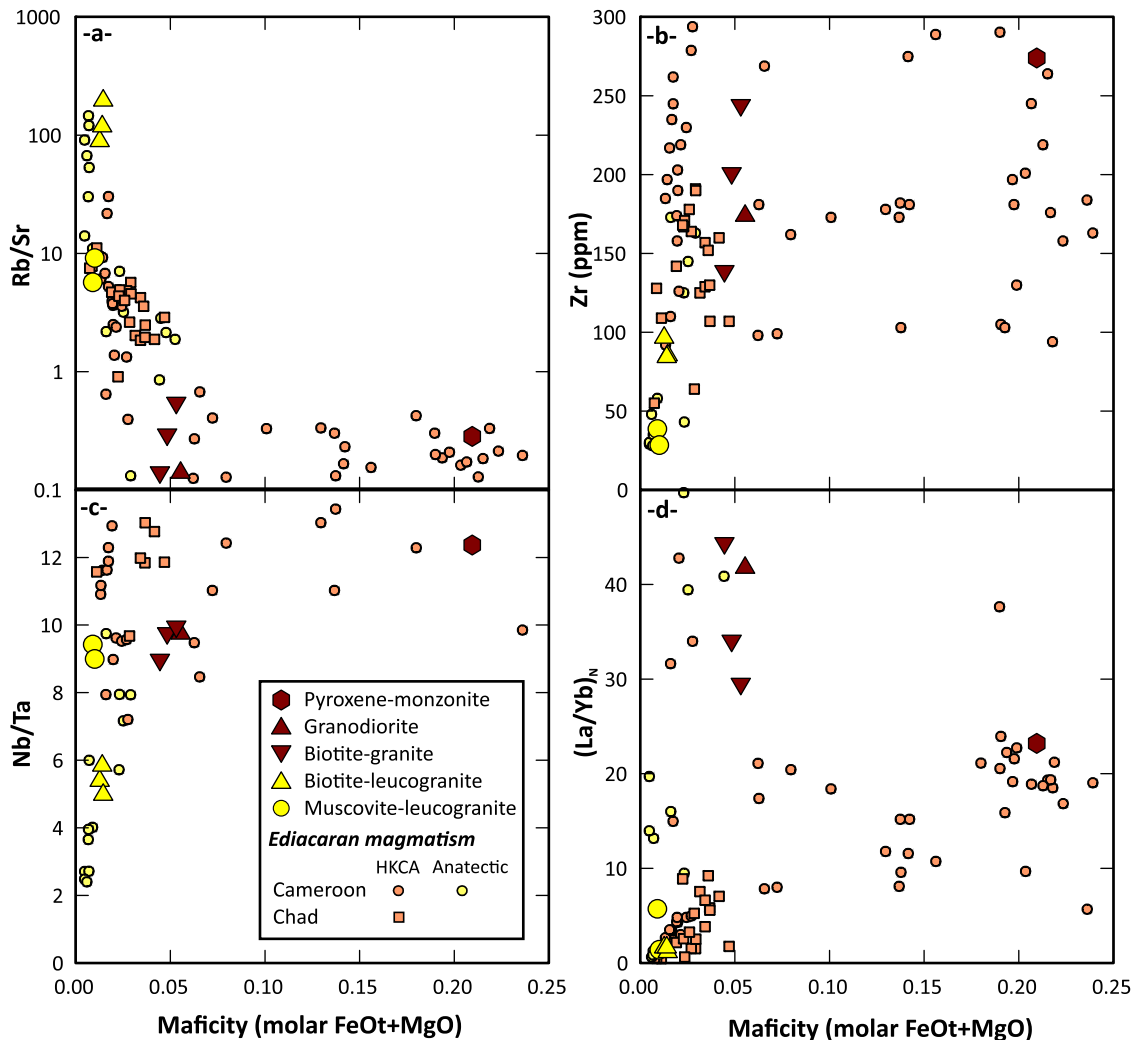 -a-
1000
100
10
1
0.1
Rb/Sr
-b-
300
250
200
150
100
50
0
Zr (ppm)
-c-
12
10
8
6
4
2
0
Nb/Ta
0.00 0.05 0.10 0.15 0.20 0.25
Maficity (molar FeOt+MgO)
Pyroxene-monzonite
Granodiorite
Biotite-granite
Biotite-leucogranite
Muscovite-leucogranite
Ediacaran magmatism
HKCA Anatectic
Cameroon
Chad
-d-
40
30
20
10
0
(La/Yb)N
0.00 0.05 0.10 0.15 0.20 0.25
Maficity (molar FeOt+MgO)